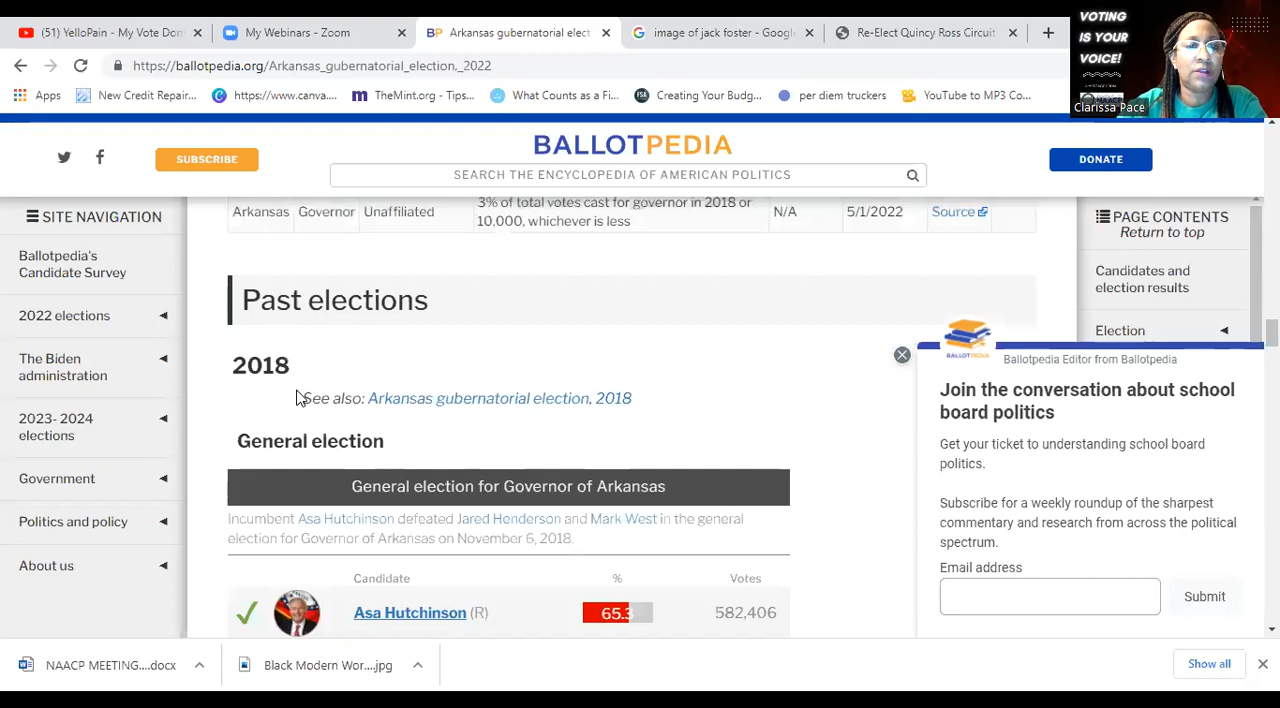 (51) YelloPain - My Vote Don
My Webinars - Zoom
Arkansas gubernatorial elect
image of jack foster - Google
Re-Elect Quincy Ross Circuit
https://ballotpedia.org/Arkansas_gubernatorial_election,_2022
Apps
New Credit Repair...
https://www.canva....
TheMint.org - Tips...
What Counts as a Fi...
Creating Your Budg...
per diem truckers
YouTube to MP3 Co...
VOTING
IS YOUR
VOICE!
Clarissa Pace
SUBSCRIBE
BALLOTPEDIA
SEARCH THE ENCYCLOPEDIA OF AMERICAN POLITICS
DONATE
SITE NAVIGATION
Ballotpedia's
Candidate Survey
2022 elections
The Biden
administration
2023- 2024
elections
Government
Politics and policy
About us
Arkansas Governor Unaffiliated 3% of total votes cast for governor in 2018 or
10,000, whichever is less N/A 5/1/2022 Source
Past elections
2018
See also: Arkansas gubernatorial election, 2018
General election
General election for Governor of Arkansas
Incumbent Asa Hutchinson defeated Jared Henderson and Mark West in the general
election for Governor of Arkansas on November 6, 2018.
Candidate % Votes
Asa Hutchinson (R) 65.3 582,406
PAGE CONTENTS
Return to top
Candidates and
election results
Election
BALLOTPEDIA
Ballotpedia Editor from Ballotpedia
Join the conversation about school
board politics
Get your ticket to understanding school board
politics.
Subscribe for a weekly roundup of the sharpest
commentary and research from across the political
spectrum.
Email address
Submit
NAACP MEETING....docx
Black Modern Wor....jpg
Show all